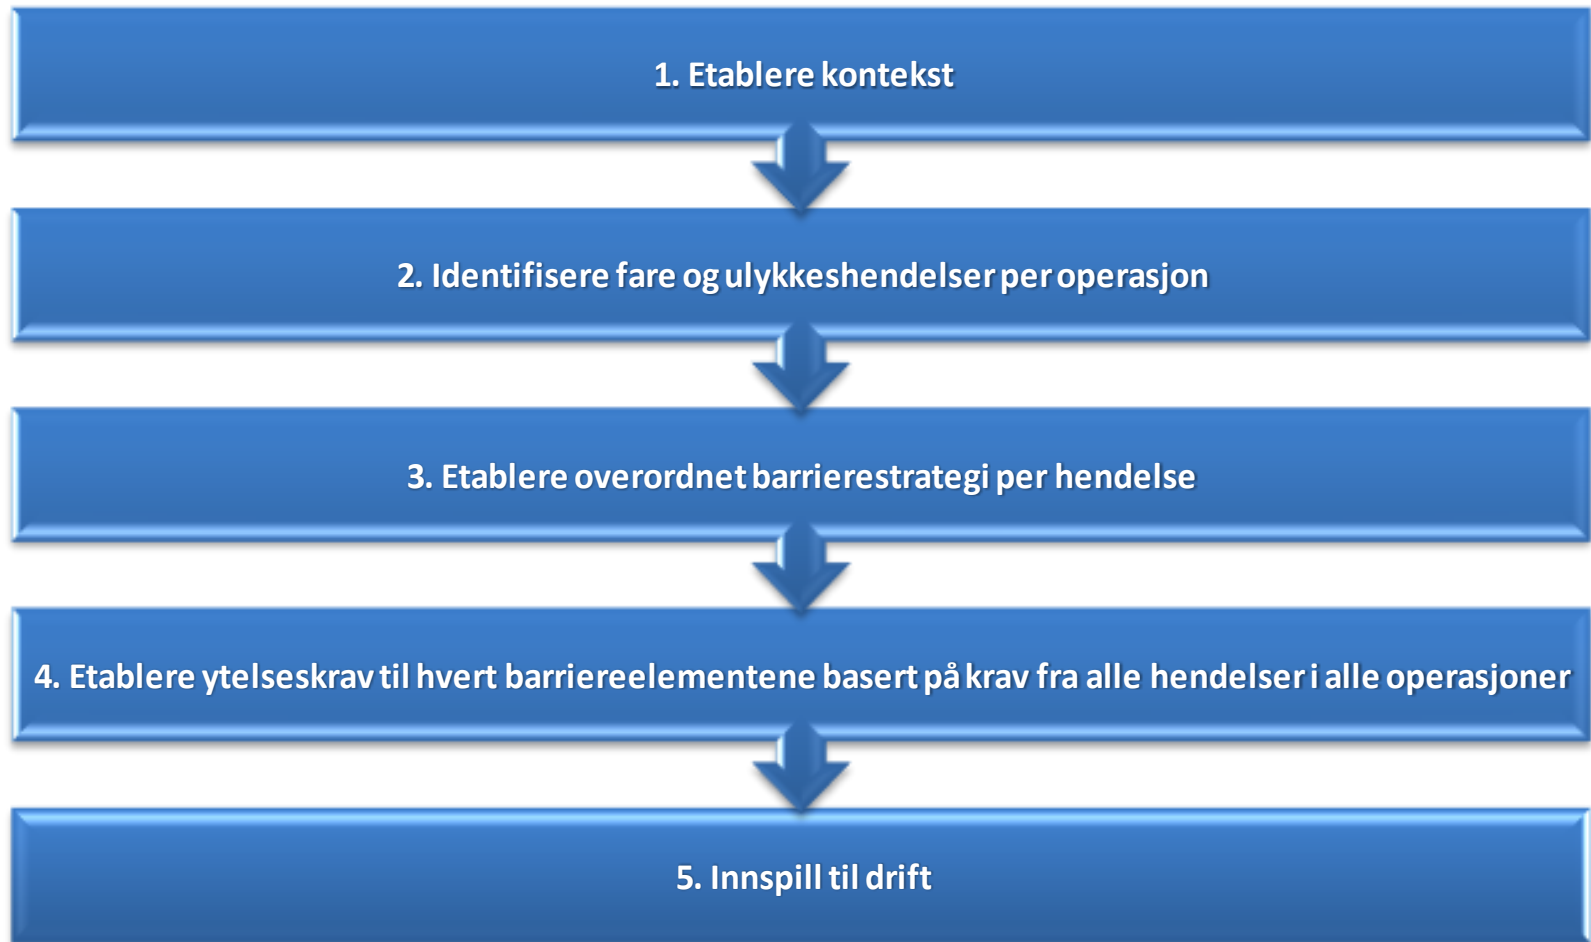 1. Etablere kontekst
2. Identifisere fare og ulykkeshendelser per operasjon
3. Etablere overordnet barrierestrategi per hendelse
4. Etablere ytelseskrav til hvert barriereelementene basert på krav fra alle hendelser i alle operasjoner
5. Innspill til drift